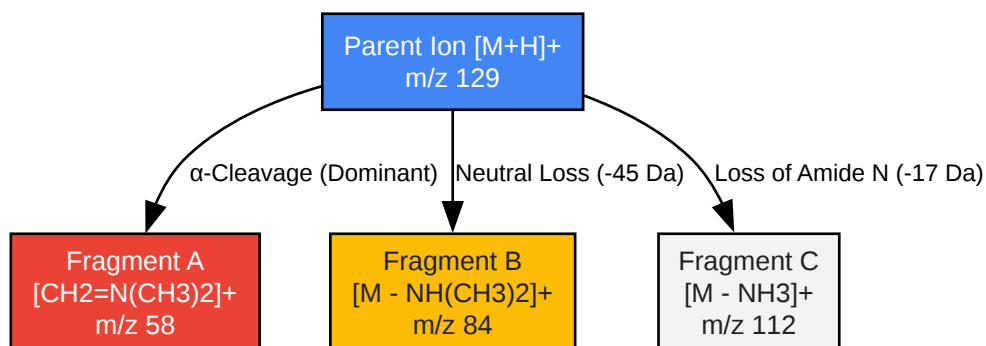 Parent Ion [M+H]+
m/z 129
α-Cleavage (Dominant)
Neutral Loss (-45 Da)
Loss of Amide N (-17 Da)
Fragment A
[CH2=N(CH3)2]+
m/z 58
Fragment B
[M - NH(CH3)2]+
m/z 84
Fragment C
[M - NH3]+
m/z 112